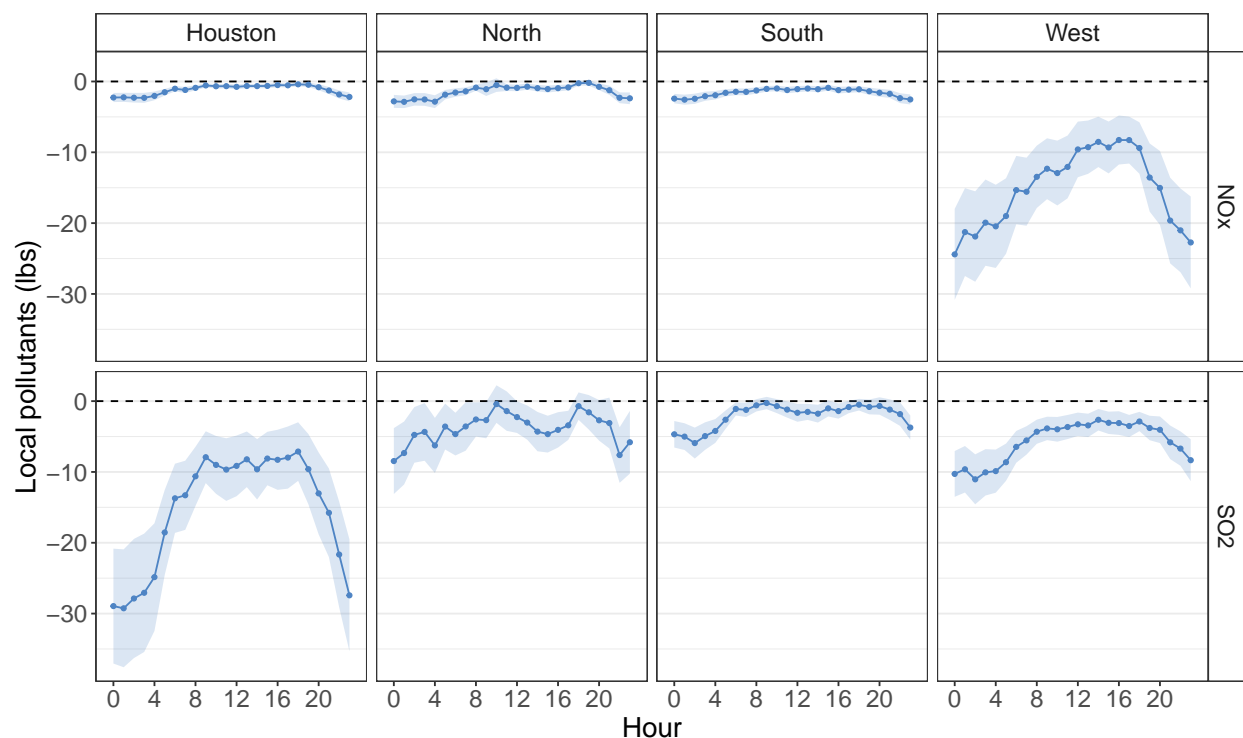 Houston North South West
0
−10
−20
−30
NOx
Local pollutants (lbs)
0
−10
−20
−30
SO2
0 4 8 12 16 20 0 4 8 12 16 20 0 4 8 12 16 20 0 4 8 12 16 20
Hour